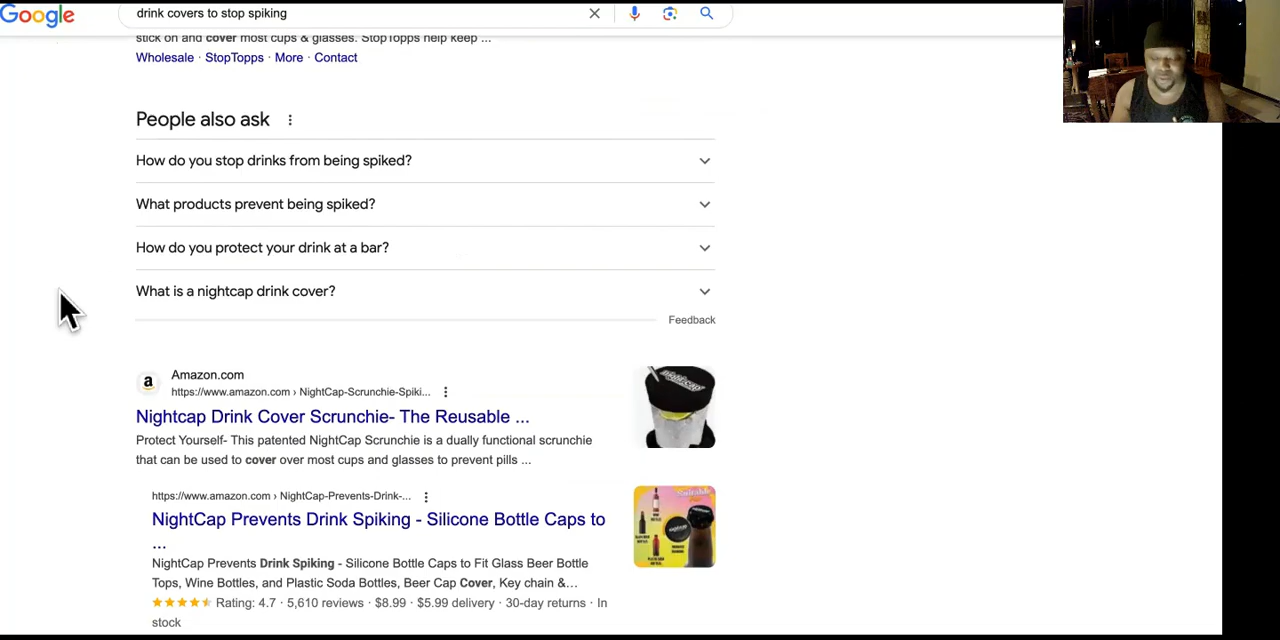 Google
drink covers to stop spiking
stick on and cover most cups & glasses. StopTopps help keep ...
Wholesale · StopTopps · More · Contact
People also ask
How do you stop drinks from being spiked?
What products prevent being spiked?
How do you protect your drink at a bar?
What is a nightcap drink cover?
Feedback
a
Amazon.com
https://www.amazon.com › NightCap-Scrunchie-Spiki...
Nightcap Drink Cover Scrunchie- The Reusable ...
Protect Yourself- This patented NightCap Scrunchie is a dually functional scrunchie
that can be used to cover over most cups and glasses to prevent pills ...
https://www.amazon.com › NightCap-Prevents-Drink-...
NightCap Prevents Drink Spiking - Silicone Bottle Caps to
...
NightCap Prevents Drink Spiking - Silicone Bottle Caps to Fit Glass Beer Bottle
Tops, Wine Bottles, and Plastic Soda Bottles, Beer Cap Cover, Key chain &...
Rating: 4.7 · 5,610 reviews · $8.99 · $5.99 delivery · 30-day returns · In
stock